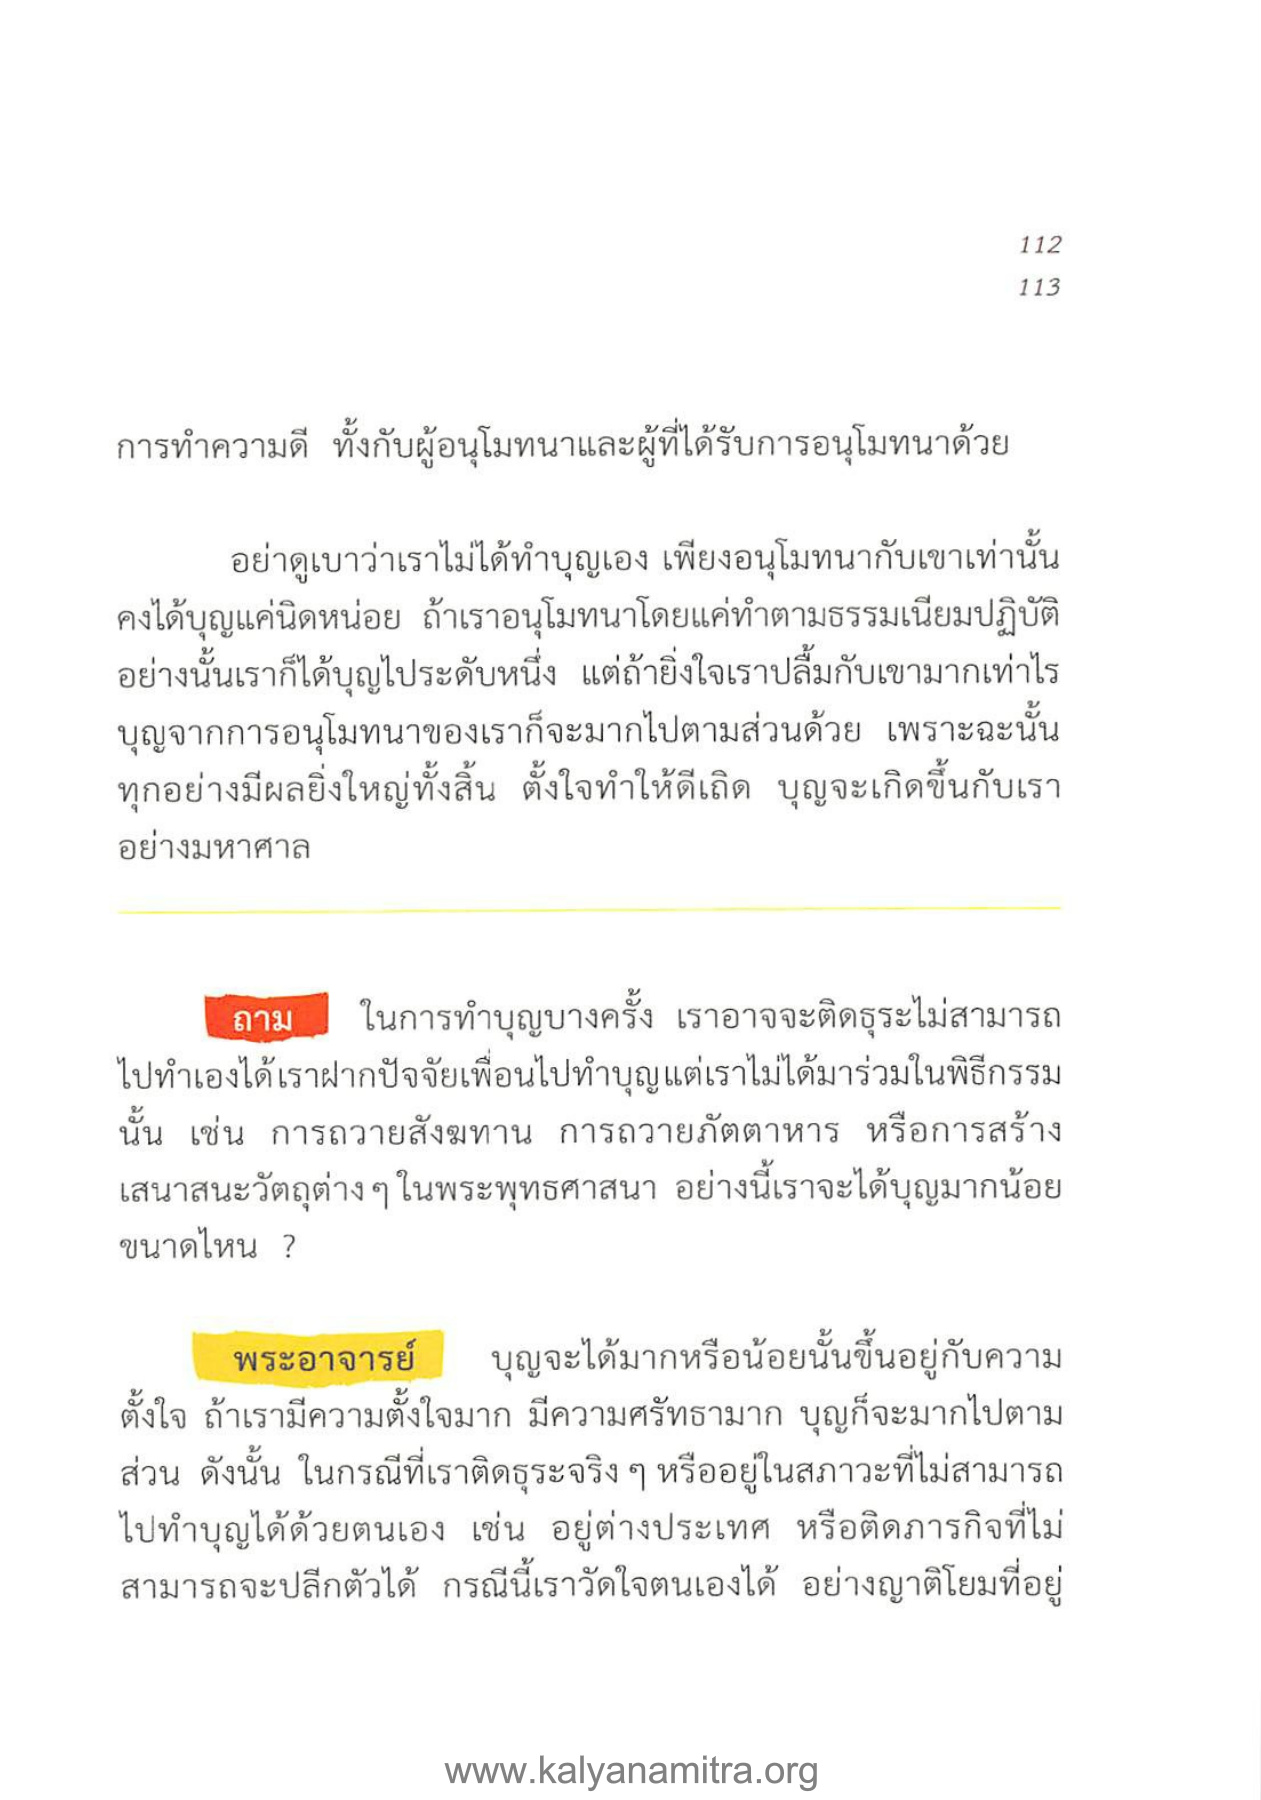 112
113
การทำความดี ทั้งกับผู้อนุโมทนาและผู้ที่ได้รับการอนุโมทนาด้วย
อย่าดูเบาว่าเราไม่ได้ทำบุญเอง เพียงอนุโมทนากับเขาเท่านั้น
คงได้บุญแค่นิดหน่อย ถ้าเราอนุโมทนาโดยแค่ทำตามธรรมเนียมปฏิบัติ
อย่างนั้นเราก็ได้บุญไประดับหนึ่ง แต่ถ้ายิ่งใจเราปลื้มกับเขามากเท่าไร
บุญจากการอนุโมทนาของเราก็จะมากไปตามส่วนด้วย เพราะฉะนั้น
ทุกอย่างมีผลยิ่งใหญ่ทั้งสิ้น ตั้งใจทำให้ดีเถิด บุญจะเกิดขึ้นกับเรา
อย่างมหาศาล
ถาม ในการทำบุญบางครั้ง เราอาจจะติดธุระไม่สามารถ
ไปทำเองได้เราฝากปัจจัยเพื่อนไปทำบุญแต่เราไม่ได้มาร่วมในพิธีกรรม
นั้น เช่น การถวายสังฆทาน การถวายภัตตาหาร หรือการสร้าง
เสนาสนะวัตถุต่าง ๆ ในพระพุทธศาสนา อย่างนี้เราจะได้บุญมากน้อย
ขนาดไหน ?
พระอาจารย์ บุญจะได้มากหรือน้อยนั้นขึ้นอยู่กับความ
ตั้งใจ ถ้าเรามีความตั้งใจมาก มีความศรัทธามาก บุญก็จะมากไปตาม
ส่วน ดังนั้น ในกรณีที่เราติดธุระจริง ๆ หรืออยู่ในสภาวะที่ไม่สามารถ
ไปทำบุญได้ด้วยตนเอง เช่น อยู่ต่างประเทศ หรือติดภารกิจที่ไม่
สามารถจะปลีกตัวได้ กรณีนี้เราวัดใจตนเองได้ อย่างญาติโยมที่อยู่
www.kalyanamitra.org